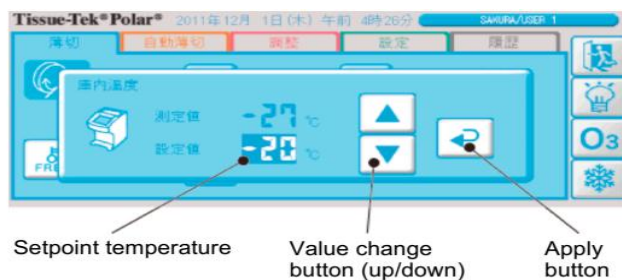 Tissue-Tek®Polar® 2011年12月 1日(木) 午前 4時26分 SAKURA/USER 1
薄切 自動薄切 調整 設定 履歴
庫内温度
測定値 -27 ℃
設定値 -20 ℃
O3
Setpoint temperature
Value change
button (up/down)
Apply
button